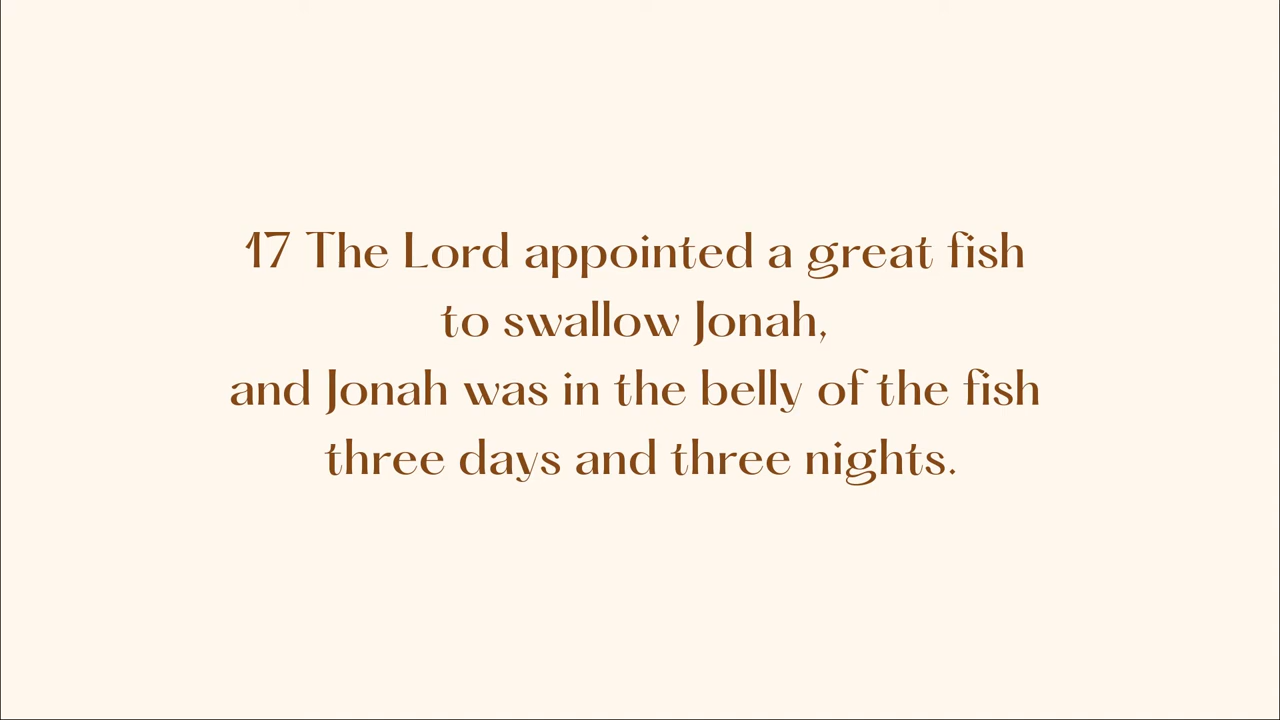 17 The Lord appointed a great fish
to swallow Jonah,
and Jonah was in the belly of the fish
three days and three nights.